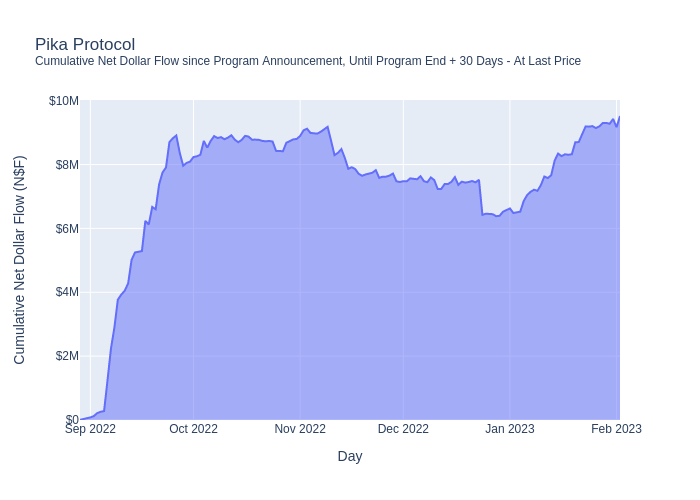 Pika Protocol
Cumulative Net Dollar Flow since Program Announcement, Until Program End + 30 Days - At Last Price
$10M
$8M
$6M
$4M
$2M
$0
Cumulative Net Dollar Flow (N$F)
Sep 2022 Oct 2022 Nov 2022 Dec 2022 Jan 2023 Feb 2023
Day